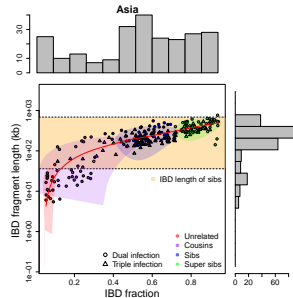 Asia
0 10 30
IBD fragment length (kb)
1e-01 1e+00 1e+01 1e+02 1e+03
IBD length of sibs
Dual infection
Triple infection
Unrelated
Cousins
Sibs
Super sibs
0.2 0.4 0.6 0.8
IBD fraction
0 20 60